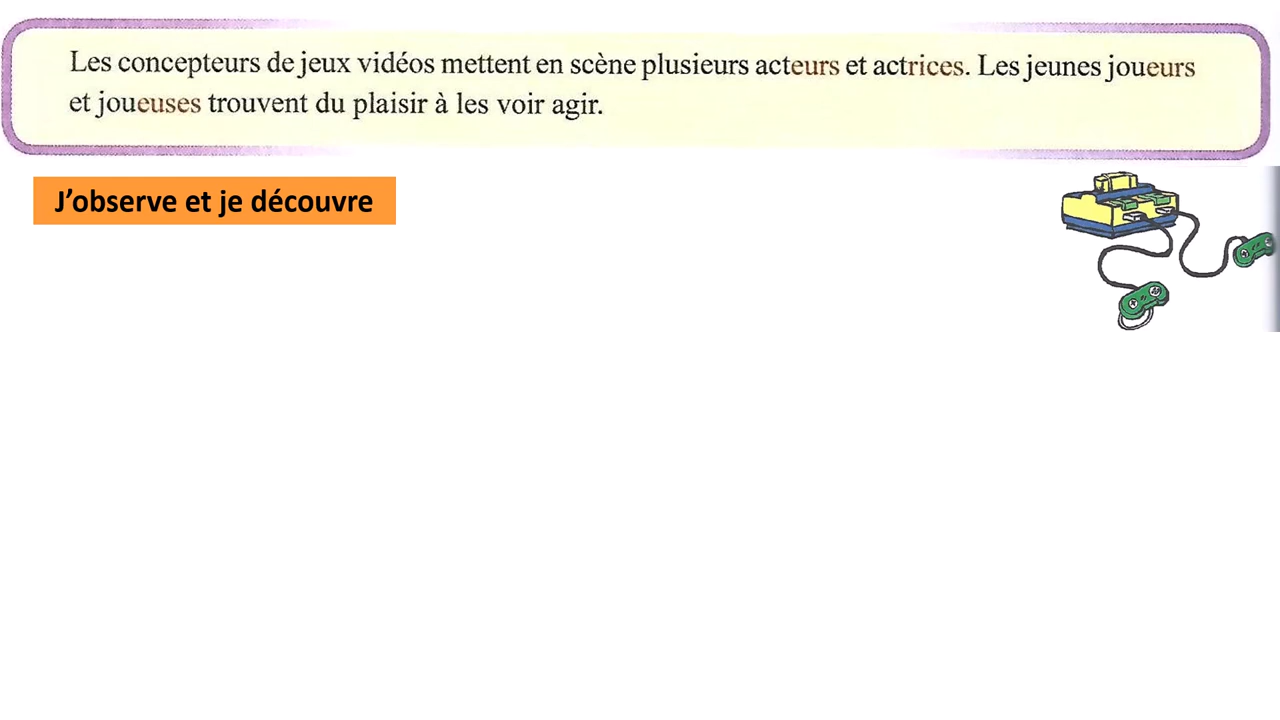 Les concepteurs de jeux vidéos mettent en scène plusieurs acteurs et actrices. Les jeunes joueurs
et joueuses trouvent du plaisir à les voir agir.
J’observe et je découvre